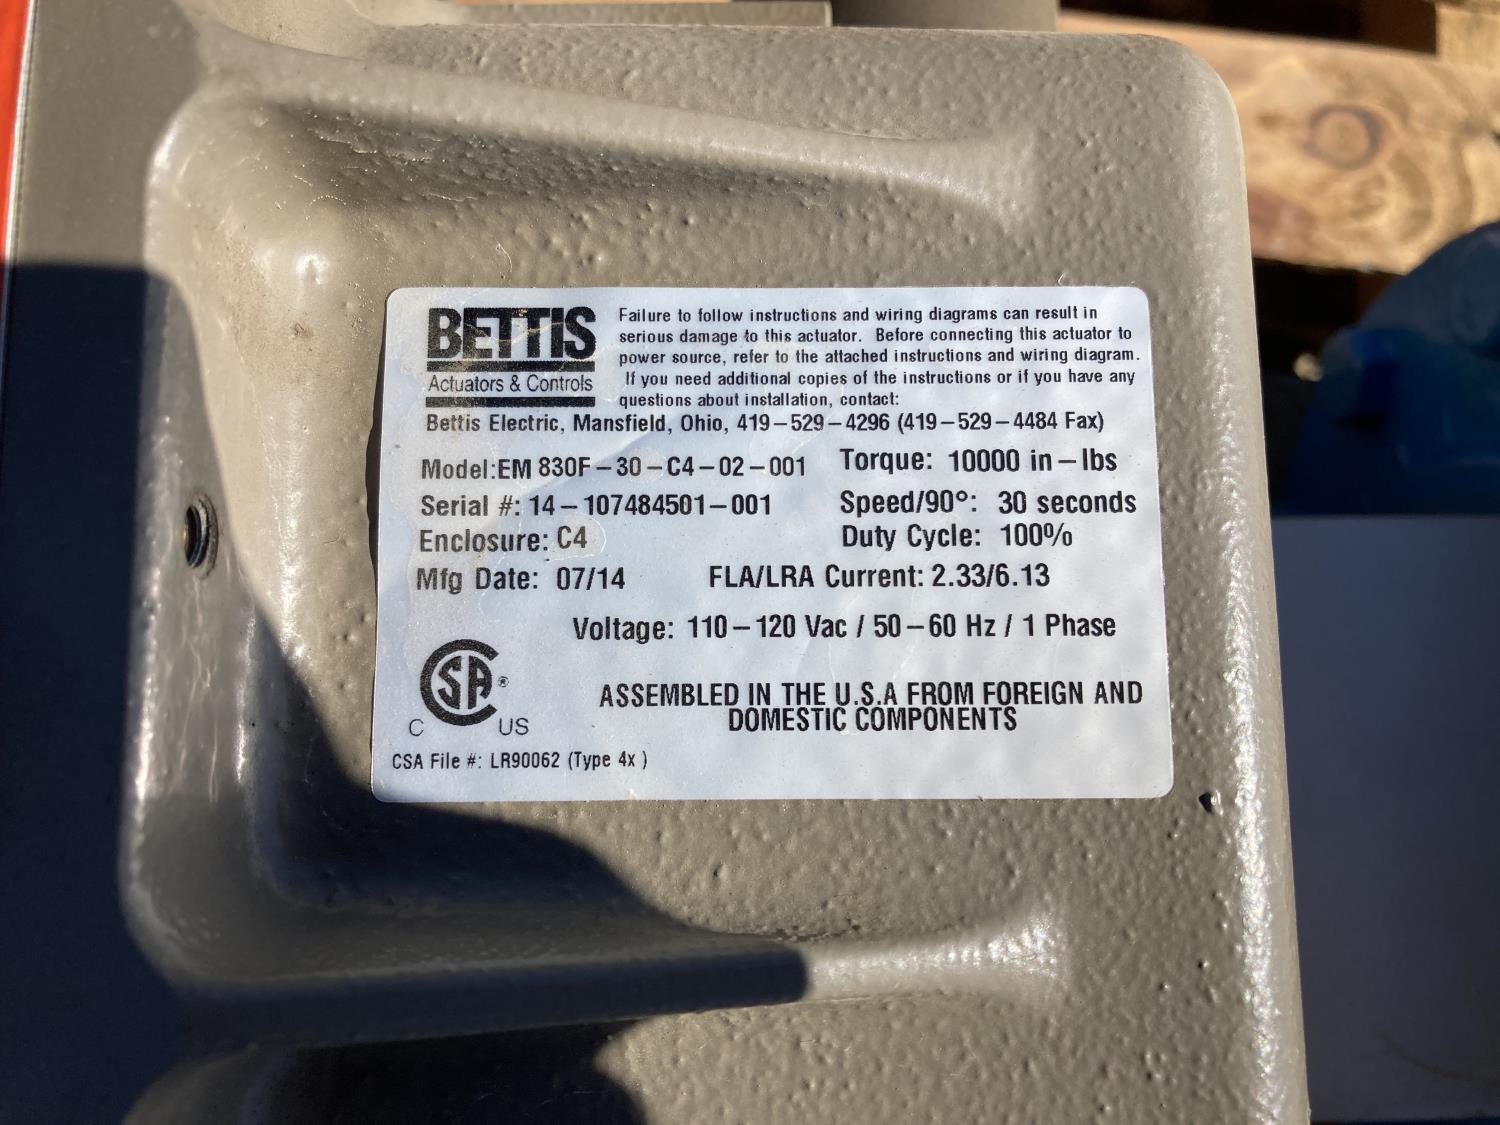 BETTIS
Actuators & Controls
Failure to follow instructions and wiring diagrams can result in
serious damage to this actuator. Before connecting this actuator to
power source, refer to the attached instructions and wiring diagram.
If you need additional copies of the instructions or if you have any
questions about installation, contact:
Bettis Electric, Mansfield, Ohio, 419-529-4296 (419-529-4484 Fax)
Model: EM 830F-30-C4-02-001 Torque: 10000 in-lbs
Serial #: 14-107484501-001 Speed/90°: 30 seconds
Enclosure: C4 Duty Cycle: 100%
Mfg Date: 07/14 FLA/LRA Current: 2.33/6.13
Voltage: 110-120 Vac / 50-60 Hz / 1 Phase
CSA®
C US
ASSEMBLED IN THE U.S.A FROM FOREIGN AND
DOMESTIC COMPONENTS
CSA File #: LR90062 (Type 4x )